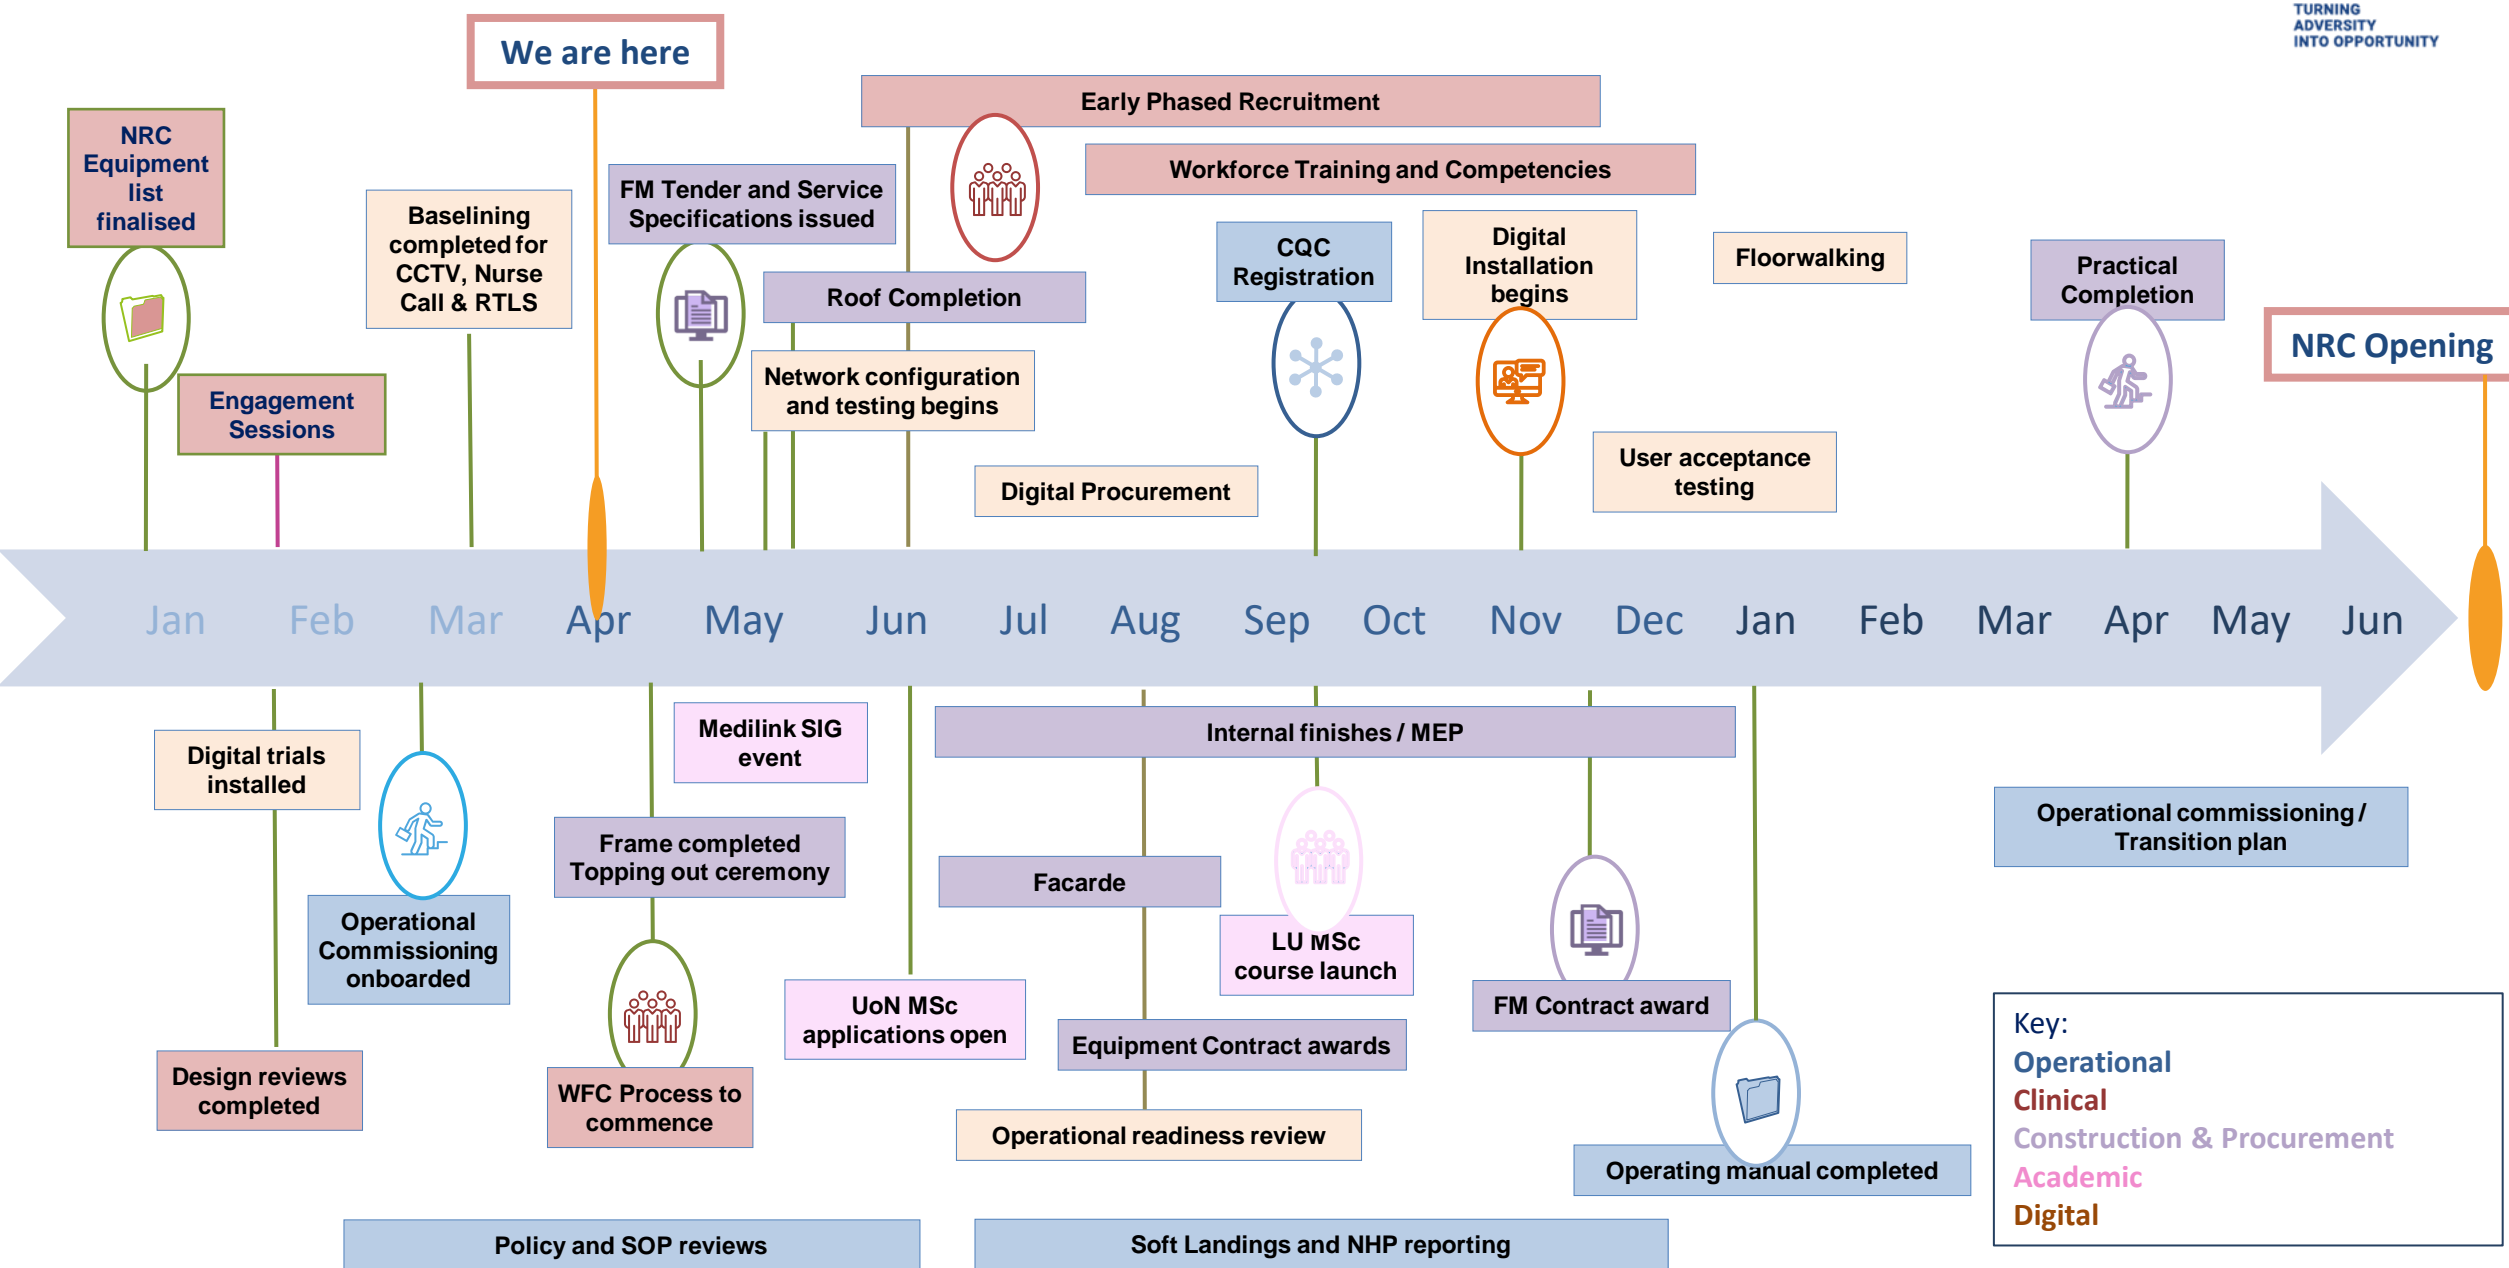 TURNING
ADVERSITY
INTO OPPORTUNITY
We are here
Early Phased Recruitment
NRC
Equipment
list
finalised
Workforce Training and Competencies
FM Tender and Service
Specifications issued
Baselining
completed for
CCTV, Nurse
Call & RTLS
CQC
Registration
Digital
Installation
begins
Floorwalking
Practical
Completion
Roof Completion
NRC Opening
Network configuration
and testing begins
Engagement
Sessions
User acceptance
testing
Digital Procurement
Jan Feb Mar Apr May Jun Jul Aug Sep Oct Nov Dec Jan Feb Mar Apr May Jun
Medilink SIG
event
Internal finishes / MEP
Digital trials
installed
Operational commissioning /
Transition plan
Frame completed
Topping out ceremony
Facarde
Operational
Commissioning
onboarded
LU MSc
course launch
UoN MSc
applications open
FM Contract award
Equipment Contract awards
Design reviews
completed
WFC Process to
commence
Operational readiness review
Operating manual completed
Key:
Operational
Clinical
Construction & Procurement
Academic
Digital
Policy and SOP reviews
Soft Landings and NHP reporting